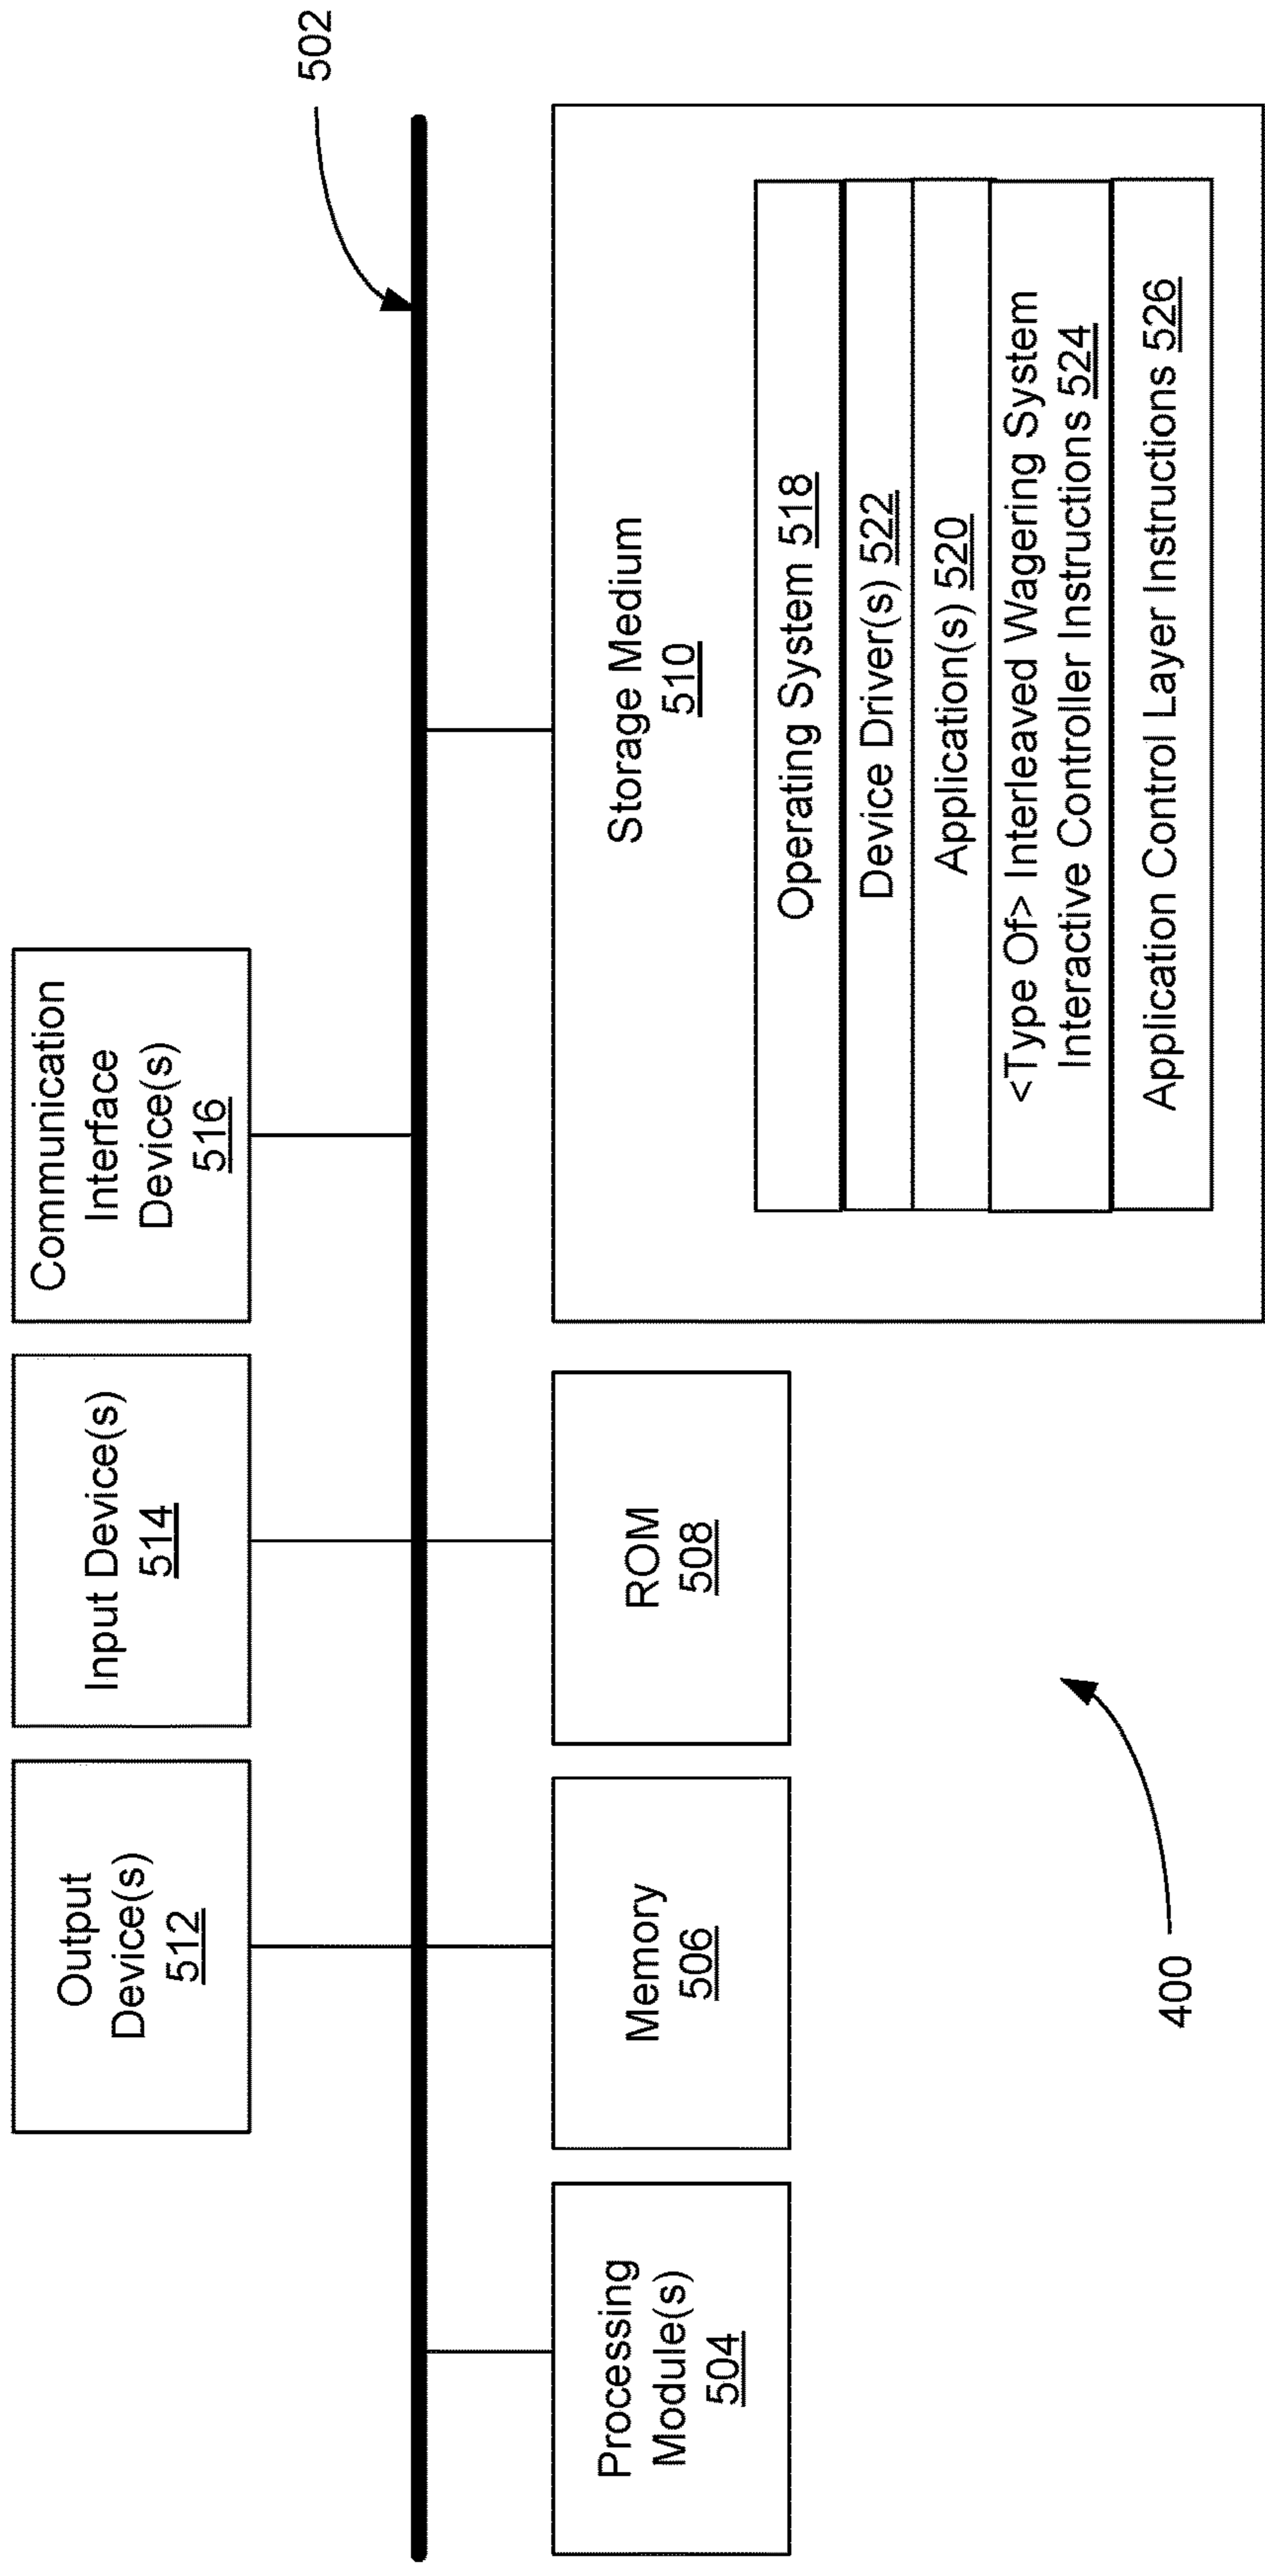 502
Output
Device(s)
512
Input Device(s)
514
Communication
Interface
Device(s)
516
Processing
Module(s)
504
Memory
506
ROM
508
Storage Medium
510
Operating System 518
Device Driver(s) 522
Application(s) 520
<Type Of> Interleaved Wagering System
Interactive Controller Instructions 524
Application Control Layer Instructions 526
400